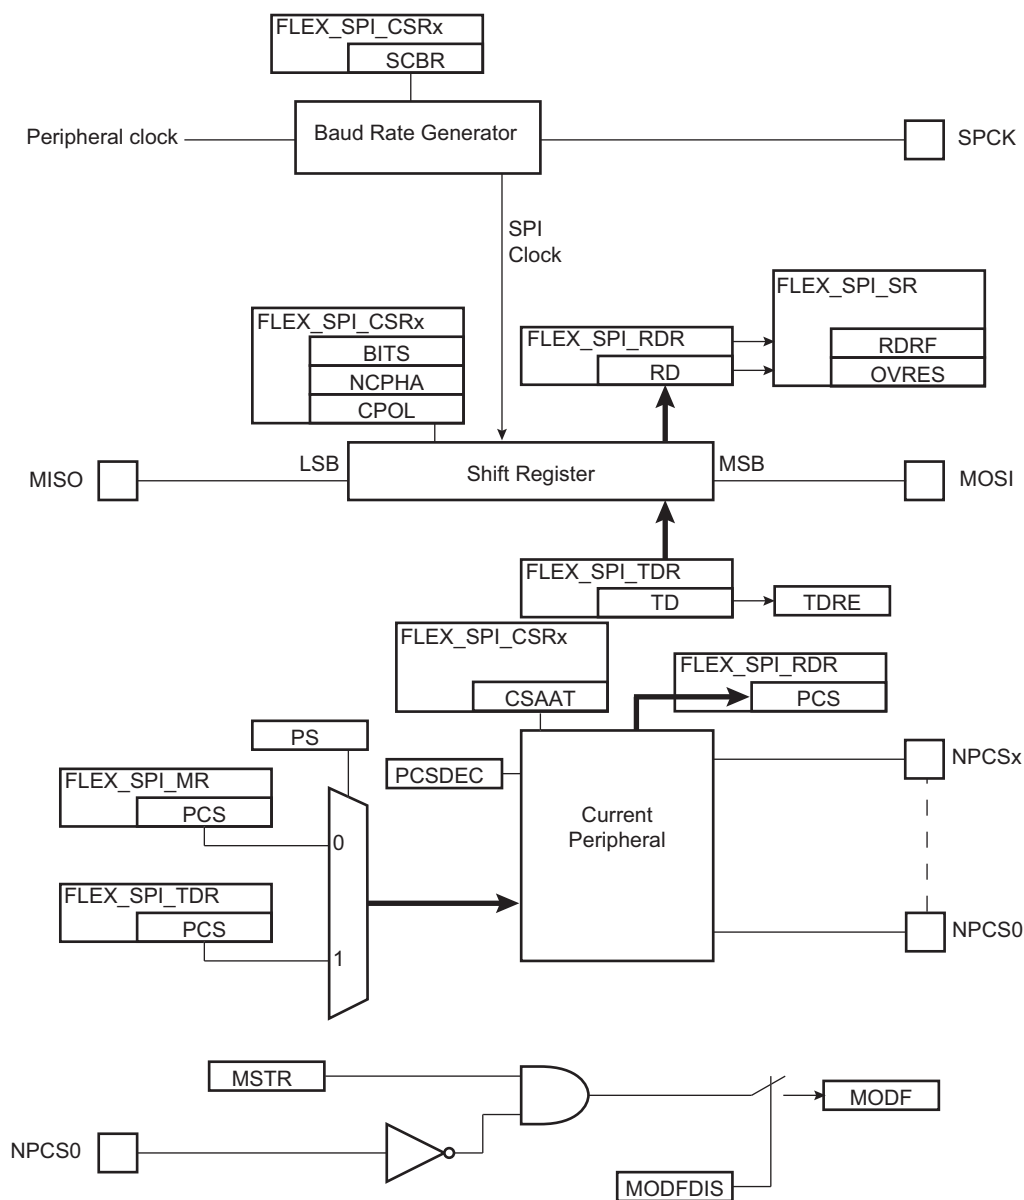 FLEX_SPI_CSRx
SCBR
Peripheral clock
Baud Rate Generator
SPCK
SPI
Clock
FLEX_SPI_SR
RDRF
OVRES
FLEX_SPI_CSRx
BITS
NCPHA
CPOL
FLEX_SPI_RDR
RD
MISO
LSB
Shift Register
MSB
MOSI
FLEX_SPI_TDR
TD
TDRE
FLEX_SPI_CSRx
CSAAT
FLEX_SPI_RDR
PCS
PS
PCSDEC
NPCSx
FLEX_SPI_MR
PCS
0
Current
Peripheral
FLEX_SPI_TDR
PCS
1
NPCS0
MSTR
MODF
NPCS0
MODFDIS